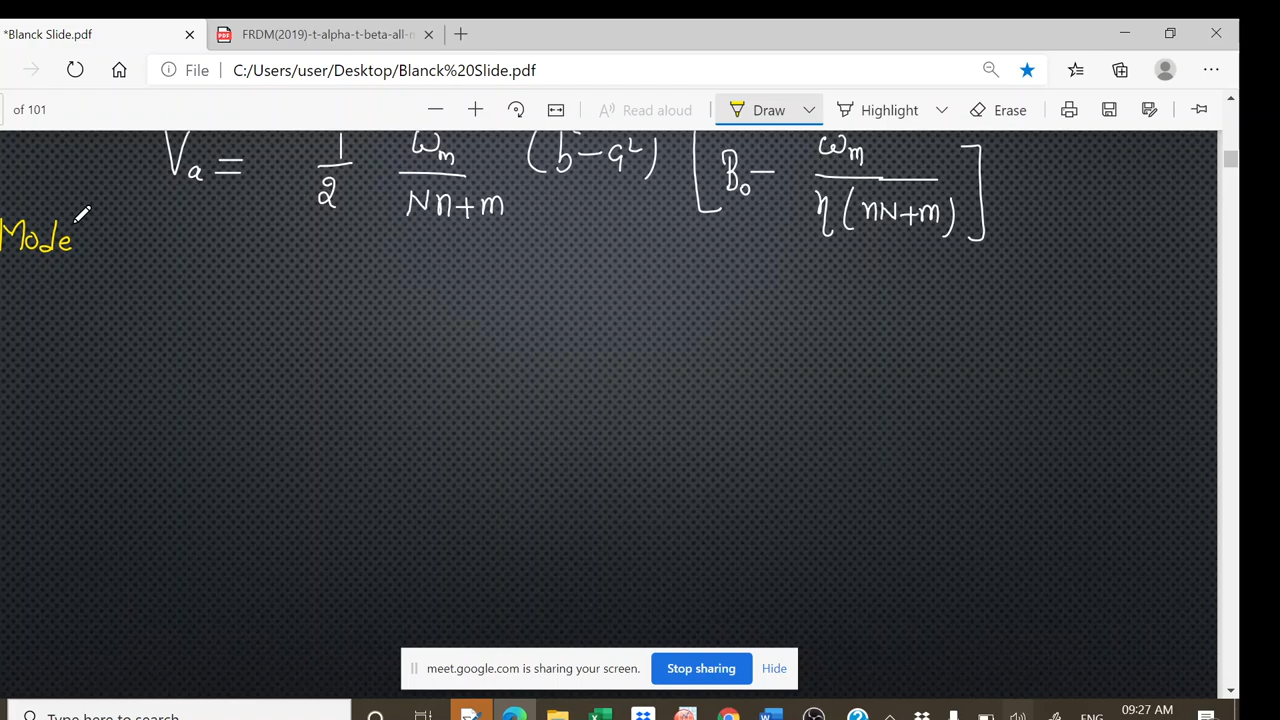 *Blanck Slide.pdf
FRDM(2019)-t-alpha-t-beta-all-r
File C:/Users/user/Desktop/Blanck%20Slide.pdf
of 101 Read aloud Draw Highlight Erase
Vₐ = 1/2 ωₘ/(Nn+m) (b²-a²) [B₀ - ωₘ/(η(nN+m))]
Mode
meet.google.com is sharing your screen. Stop sharing Hide
Type here to search ENG 09:27 AM